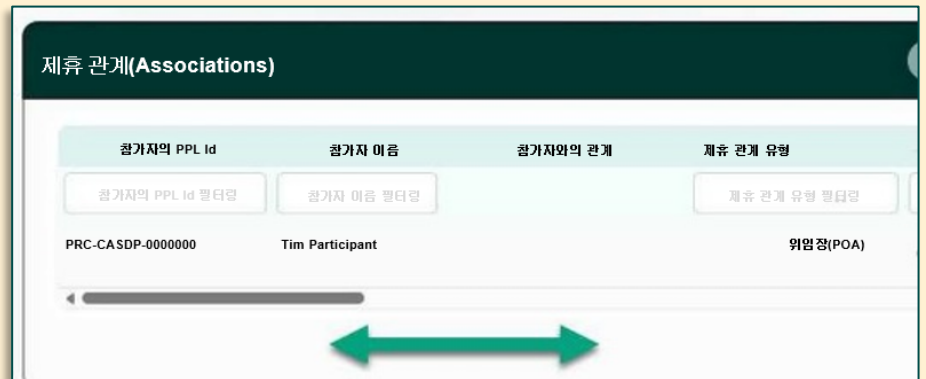 제휴 관계(Associations)
참가자의 PPL Id 참가자 이름 참가자와의 관계 제휴 관계 유형
참가자의 PPL Id 필터링 참가자 이름 필터링 제휴 관계 유형 필터링
PRC-CASDP-0000000 Tim Participant 위임장(POA)